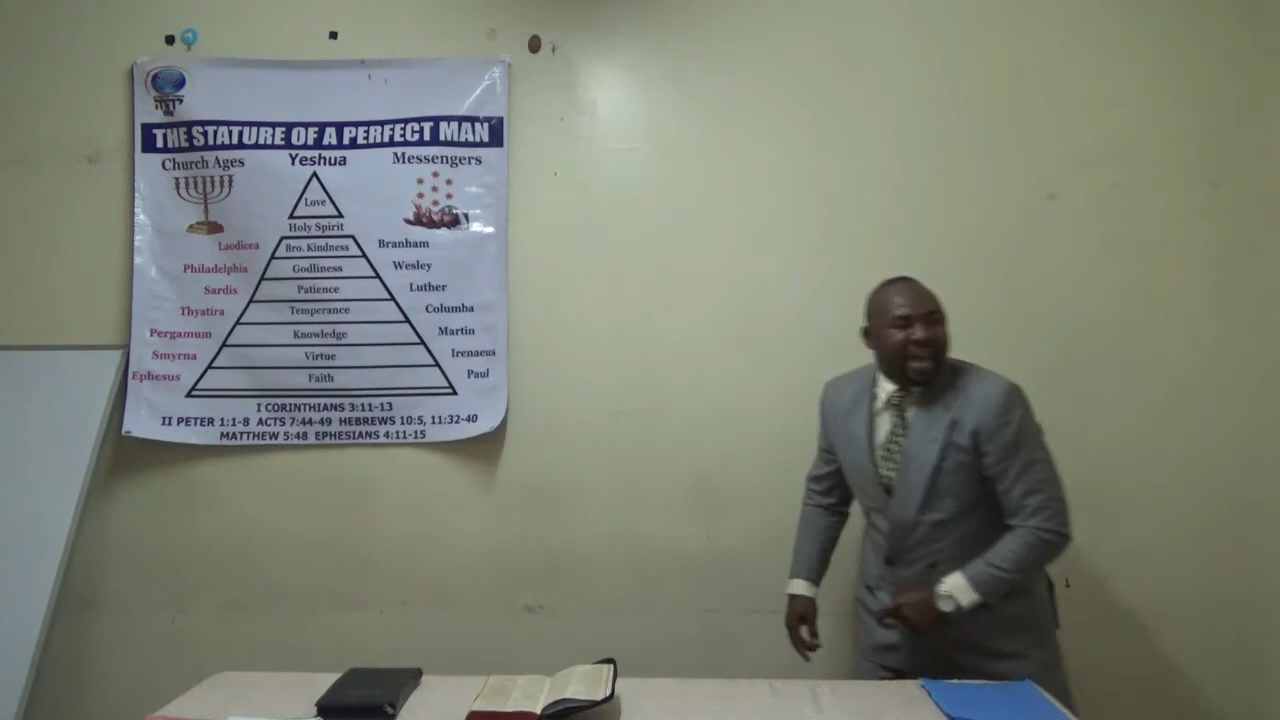 יהוה
THE STATURE OF A PERFECT MAN
Church Ages Yeshua Messengers
Love
Holy Spirit
Laodicea Bro. Kindness Branham
Philadelphia Godliness Wesley
Sardis Patience Luther
Thyatira Temperance Columba
Pergamum Knowledge Martin
Smyrna Virtue Irenaeus
Ephesus Faith Paul
I CORINTHIANS 3:11-13
II PETER 1:1-8 ACTS 7:44-49 HEBREWS 10:5, 11:32-40
MATTHEW 5:48 EPHESIANS 4:11-15